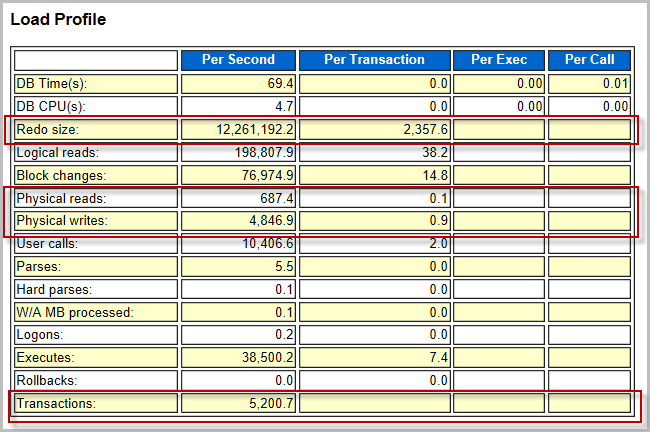 Load Profile
Per Second Per Transaction Per Exec Per Call
DB Time(s): 69.4 0.0 0.00 0.01
DB CPU(s): 4.7 0.0 0.00 0.00
Redo size: 12,261,192.2 2,357.6
Logical reads: 198,807.9 38.2
Block changes: 76,974.9 14.8
Physical reads: 687.4 0.1
Physical writes: 4,846.9 0.9
User calls: 10,406.6 2.0
Parses: 5.5 0.0
Hard parses: 0.1 0.0
W/A MB processed: 0.1 0.0
Logons: 0.2 0.0
Executes: 38,500.2 7.4
Rollbacks: 0.0 0.0
Transactions: 5,200.7